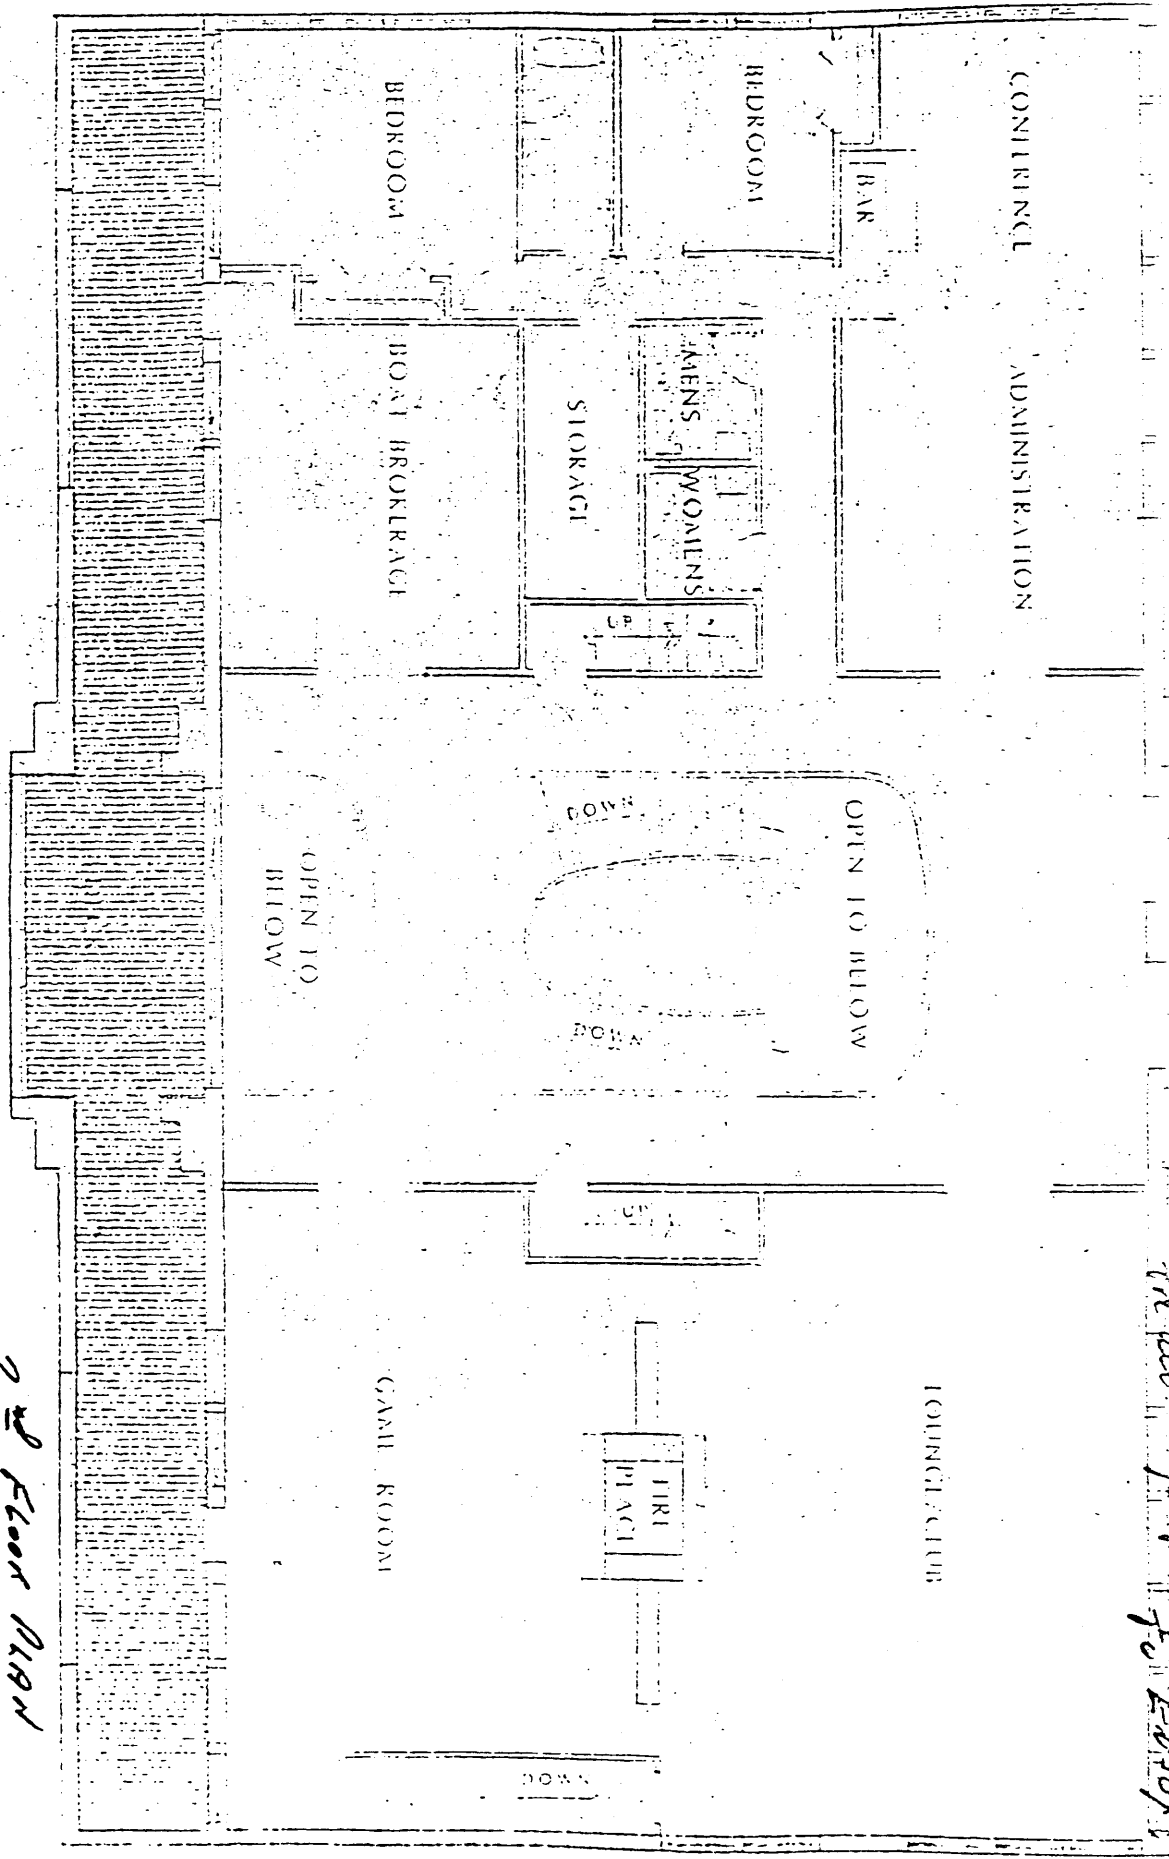 CONFERENCE
ADMINISTRATION
LOUNGE/CLUB
BAR
OPEN TO BELOW
BEDROOM
MENS
WOMENS
UP
DOWN
DOWN
UP
FIRE
PLACE
STORAGE
DOWN
BEDROOM
BOAT BROKERAGE
OPEN TO
BELOW
GAME ROOM
2nd FLOOR PLAN